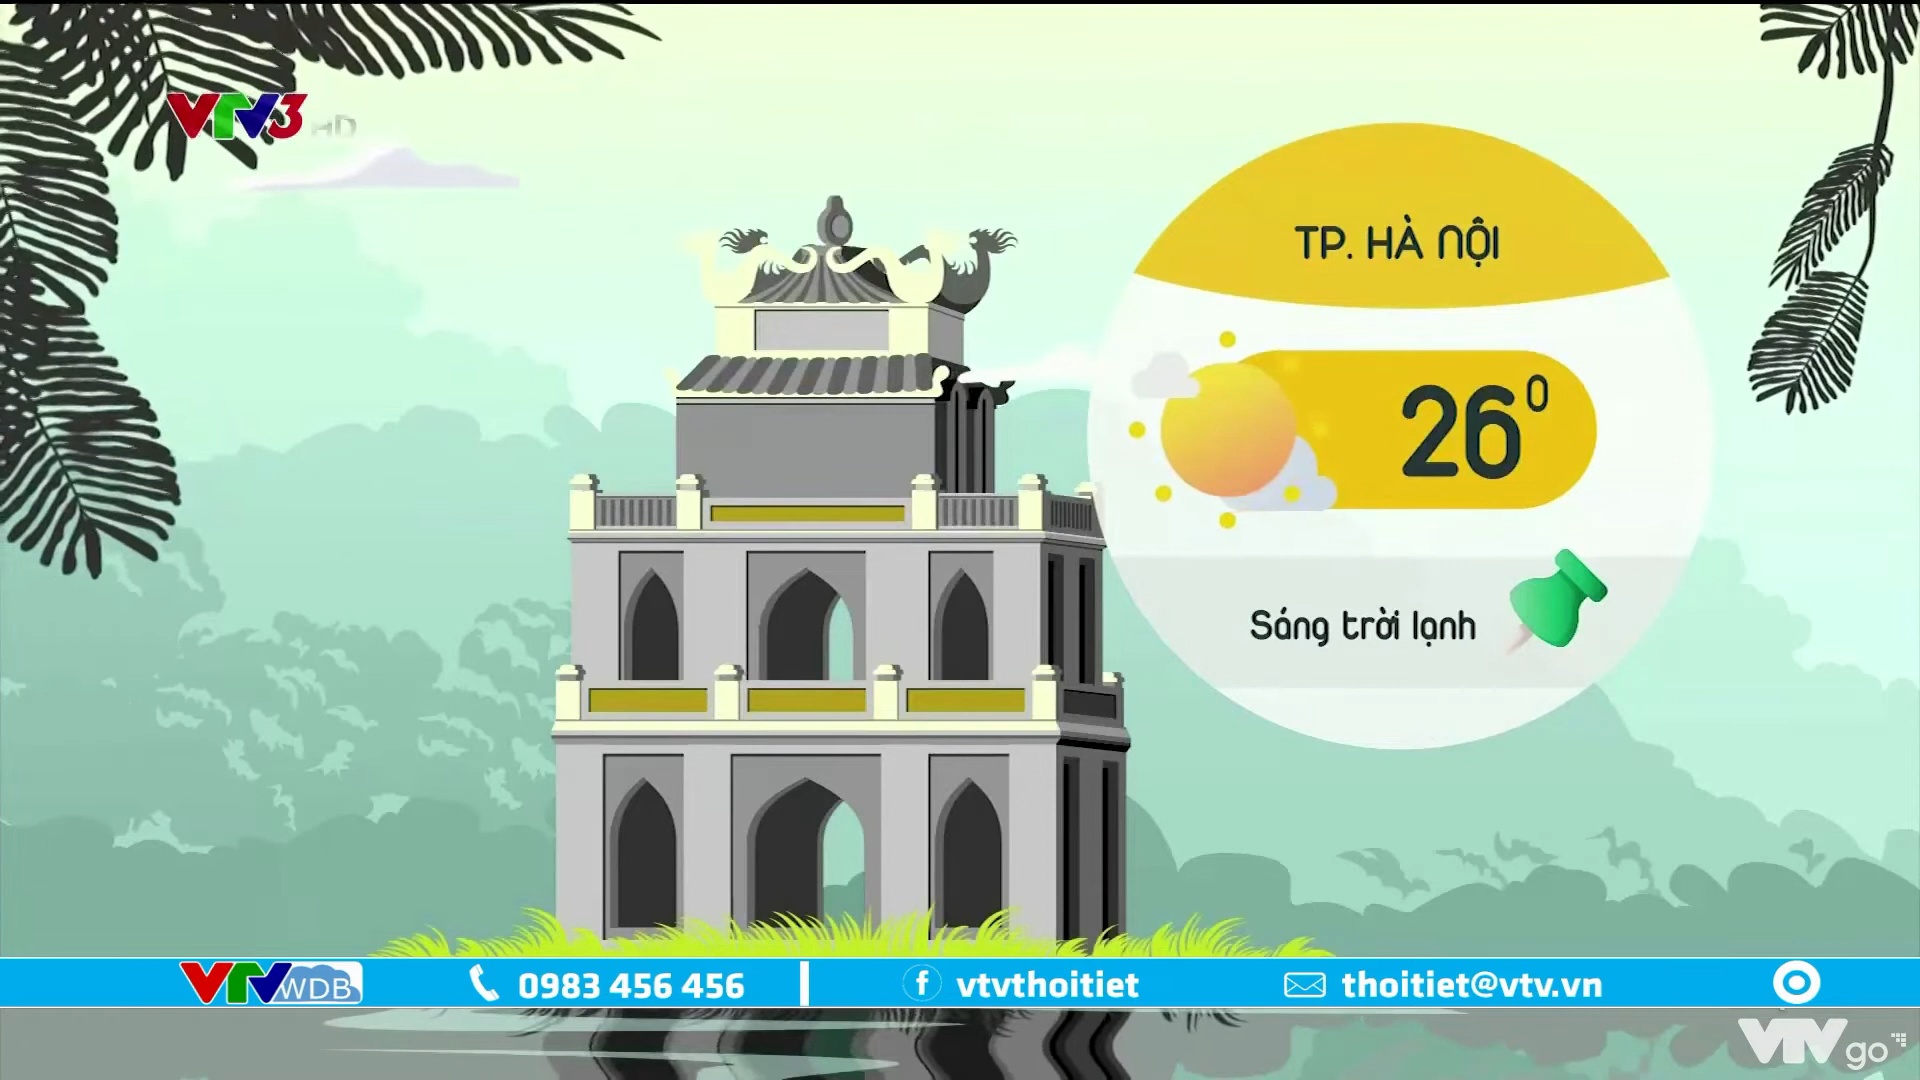 VTV3 HD
TP. HÀ NỘI
26⁰
Sáng trời lạnh
VTV WDB
0983 456 456
vtvthoitiet
thoitiet@vtv.vn
VTV go